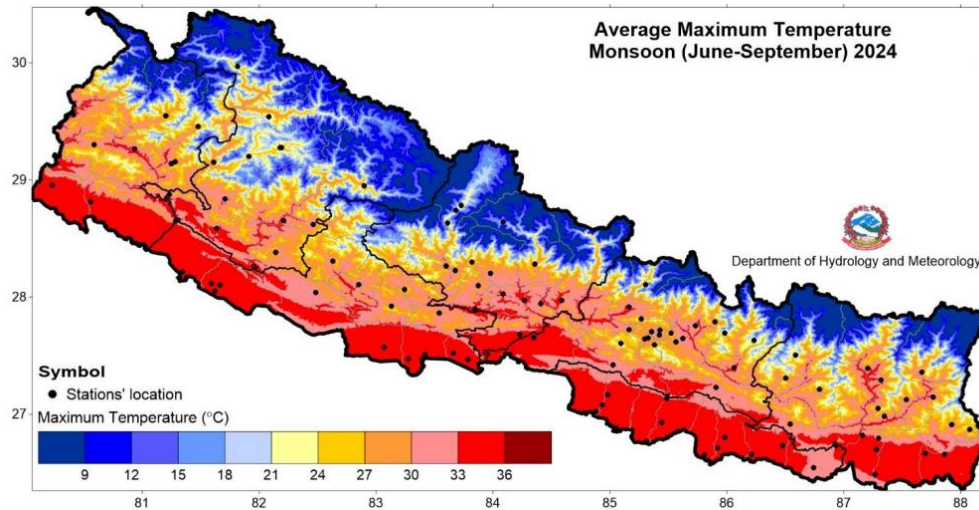 Average Maximum Temperature
Monsoon (June-September) 2024
30
29
28
27
Department of Hydrology and Meteorology
Symbol
Stations' location
Maximum Temperature (°C)
9 12 15 18 21 24 27 30 33 36
81 82 83 84 85 86 87 88